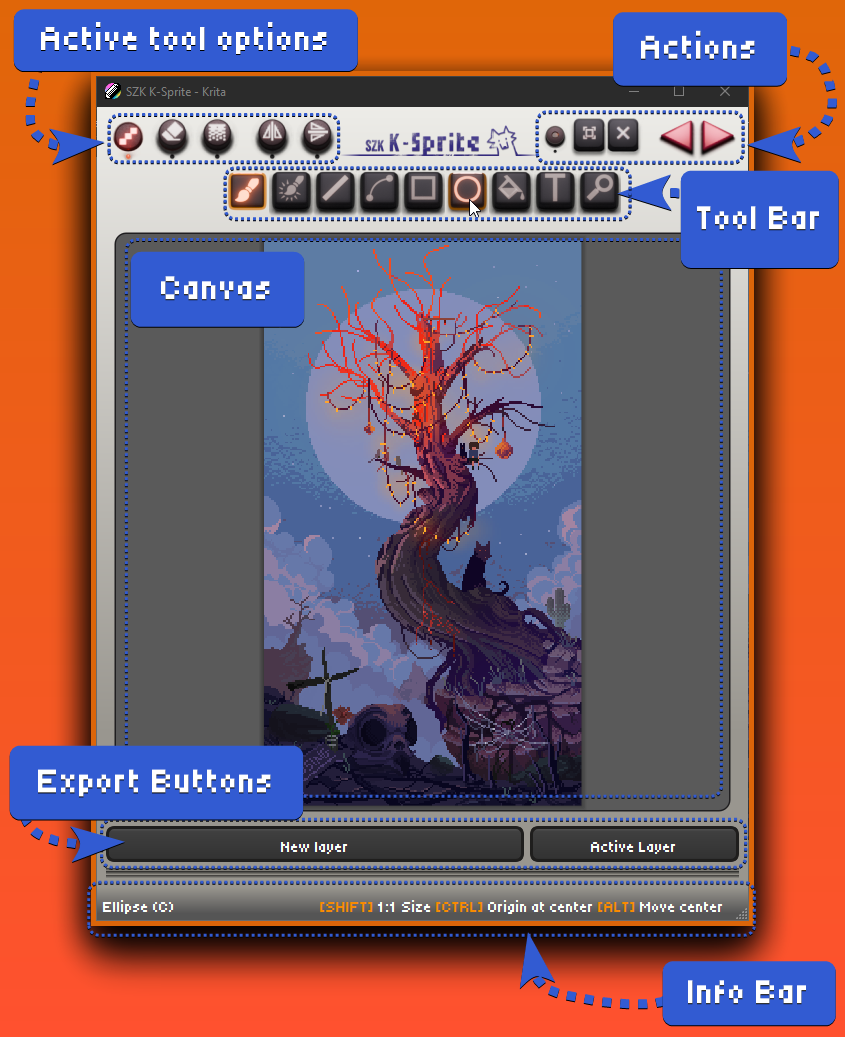 Active tool options
Actions
SZK K-Sprite - Krita
SZK K-Sprite
Tool Bar
Canvas
Export Buttons
New layer
Active Layer
Ellipse (C)
[SHIFT] 1:1 Size [CTRL] Origin at center [ALT] Move center
Info Bar